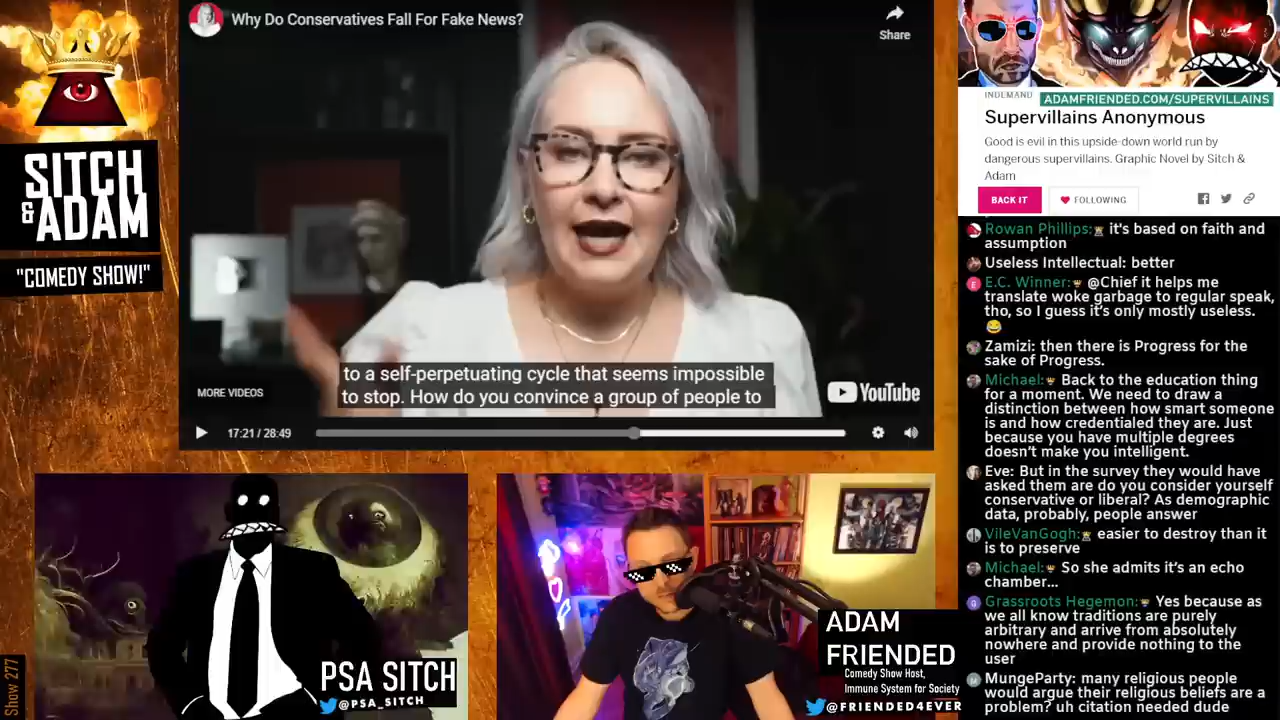 Why Do Conservatives Fall For Fake News?
Share
to a self-perpetuating cycle that seems impossible
to stop. How do you convince a group of people to
MORE VIDEOS
YouTube
17:21 / 28:49
SITCH
& ADAM
"COMEDY SHOW!"
Show 277
PSA SITCH
@PSA_SITCH
ADAM
FRIENDED
Comedy Show Host,
Immune System for Society
@FRIENDED4EVER
INDEMAND
ADAMFRIENDED.COM/SUPERVILLAINS
Supervillains Anonymous
Good is evil in this upside-down world run by
dangerous supervillains. Graphic Novel by Sitch &
Adam
BACK IT
FOLLOWING
Rowan Phillips: it's based on faith and
assumption
Useless Intellectual: better
E.C. Winner: @Chief it helps me
translate woke garbage to regular speak,
tho, so I guess it's only mostly useless.
Zamizi: then there is Progress for the
sake of Progress.
Michael: Back to the education thing
for a moment. We need to draw a
distinction between how smart someone
is and how credentialed they are. Just
because you have multiple degrees
doesn't make you intelligent.
Eve: But in the survey they would have
asked them are do you consider yourself
conservative or liberal? As demographic
data, probably, people answer
VileVanGogh: easier to destroy than it
is to preserve
Michael: So she admits it's an echo
chamber...
Grassroots Hegemon: Yes because as
we all know traditions are purely
arbitrary and arrive from absolutely
nowhere and provide nothing to the
user
MungeParty: many religious people
would argue their religious beliefs are a
problem? uh citation needed dude